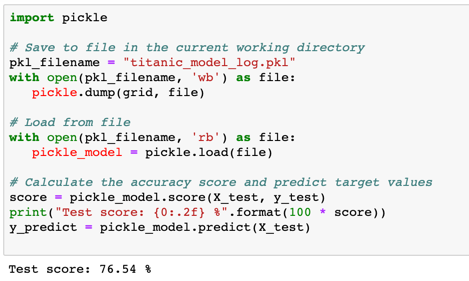 import pickle
# Save to file in the current working directory
pkl_filename = "titanic_model_log.pkl"
with open(pkl_filename, 'wb') as file:
    pickle.dump(grid, file)
# Load from file
with open(pkl_filename, 'rb') as file:
    pickle_model = pickle.load(file)
# Calculate the accuracy score and predict target values
score = pickle_model.score(X_test, y_test)
print("Test score: {0:.2f} %".format(100 * score))
y_predict = pickle_model.predict(X_test)
Test score: 76.54 %